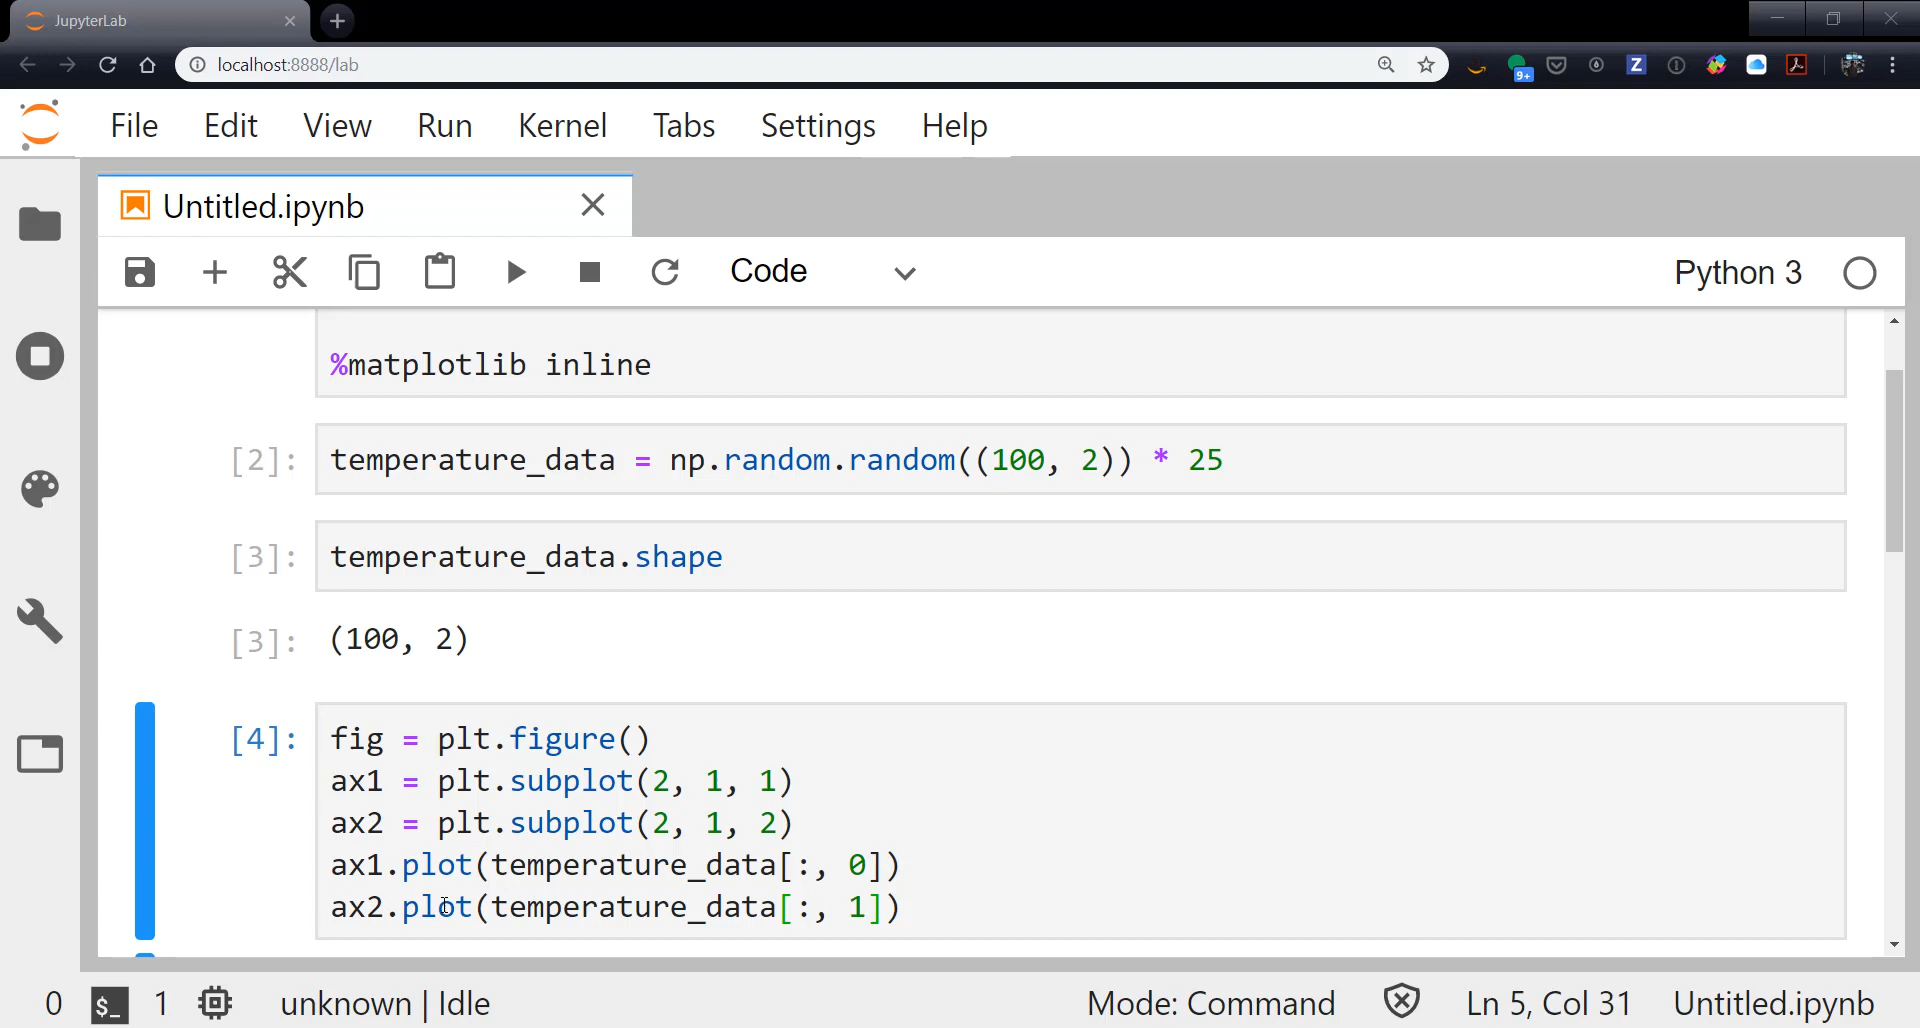 JupyterLab
localhost:8888/lab
9+
Z
File Edit View Run Kernel Tabs Settings Help
Untitled.ipynb
Code
Python 3
%matplotlib inline
[2]: temperature_data = np.random.random((100, 2)) * 25
[3]: temperature_data.shape
[3]: (100, 2)
[4]: fig = plt.figure()
ax1 = plt.subplot(2, 1, 1)
ax2 = plt.subplot(2, 1, 2)
ax1.plot(temperature_data[:, 0])
ax2.plot(temperature_data[:, 1])
0 $_ 1 unknown | Idle Mode: Command Ln 5, Col 31 Untitled.ipynb